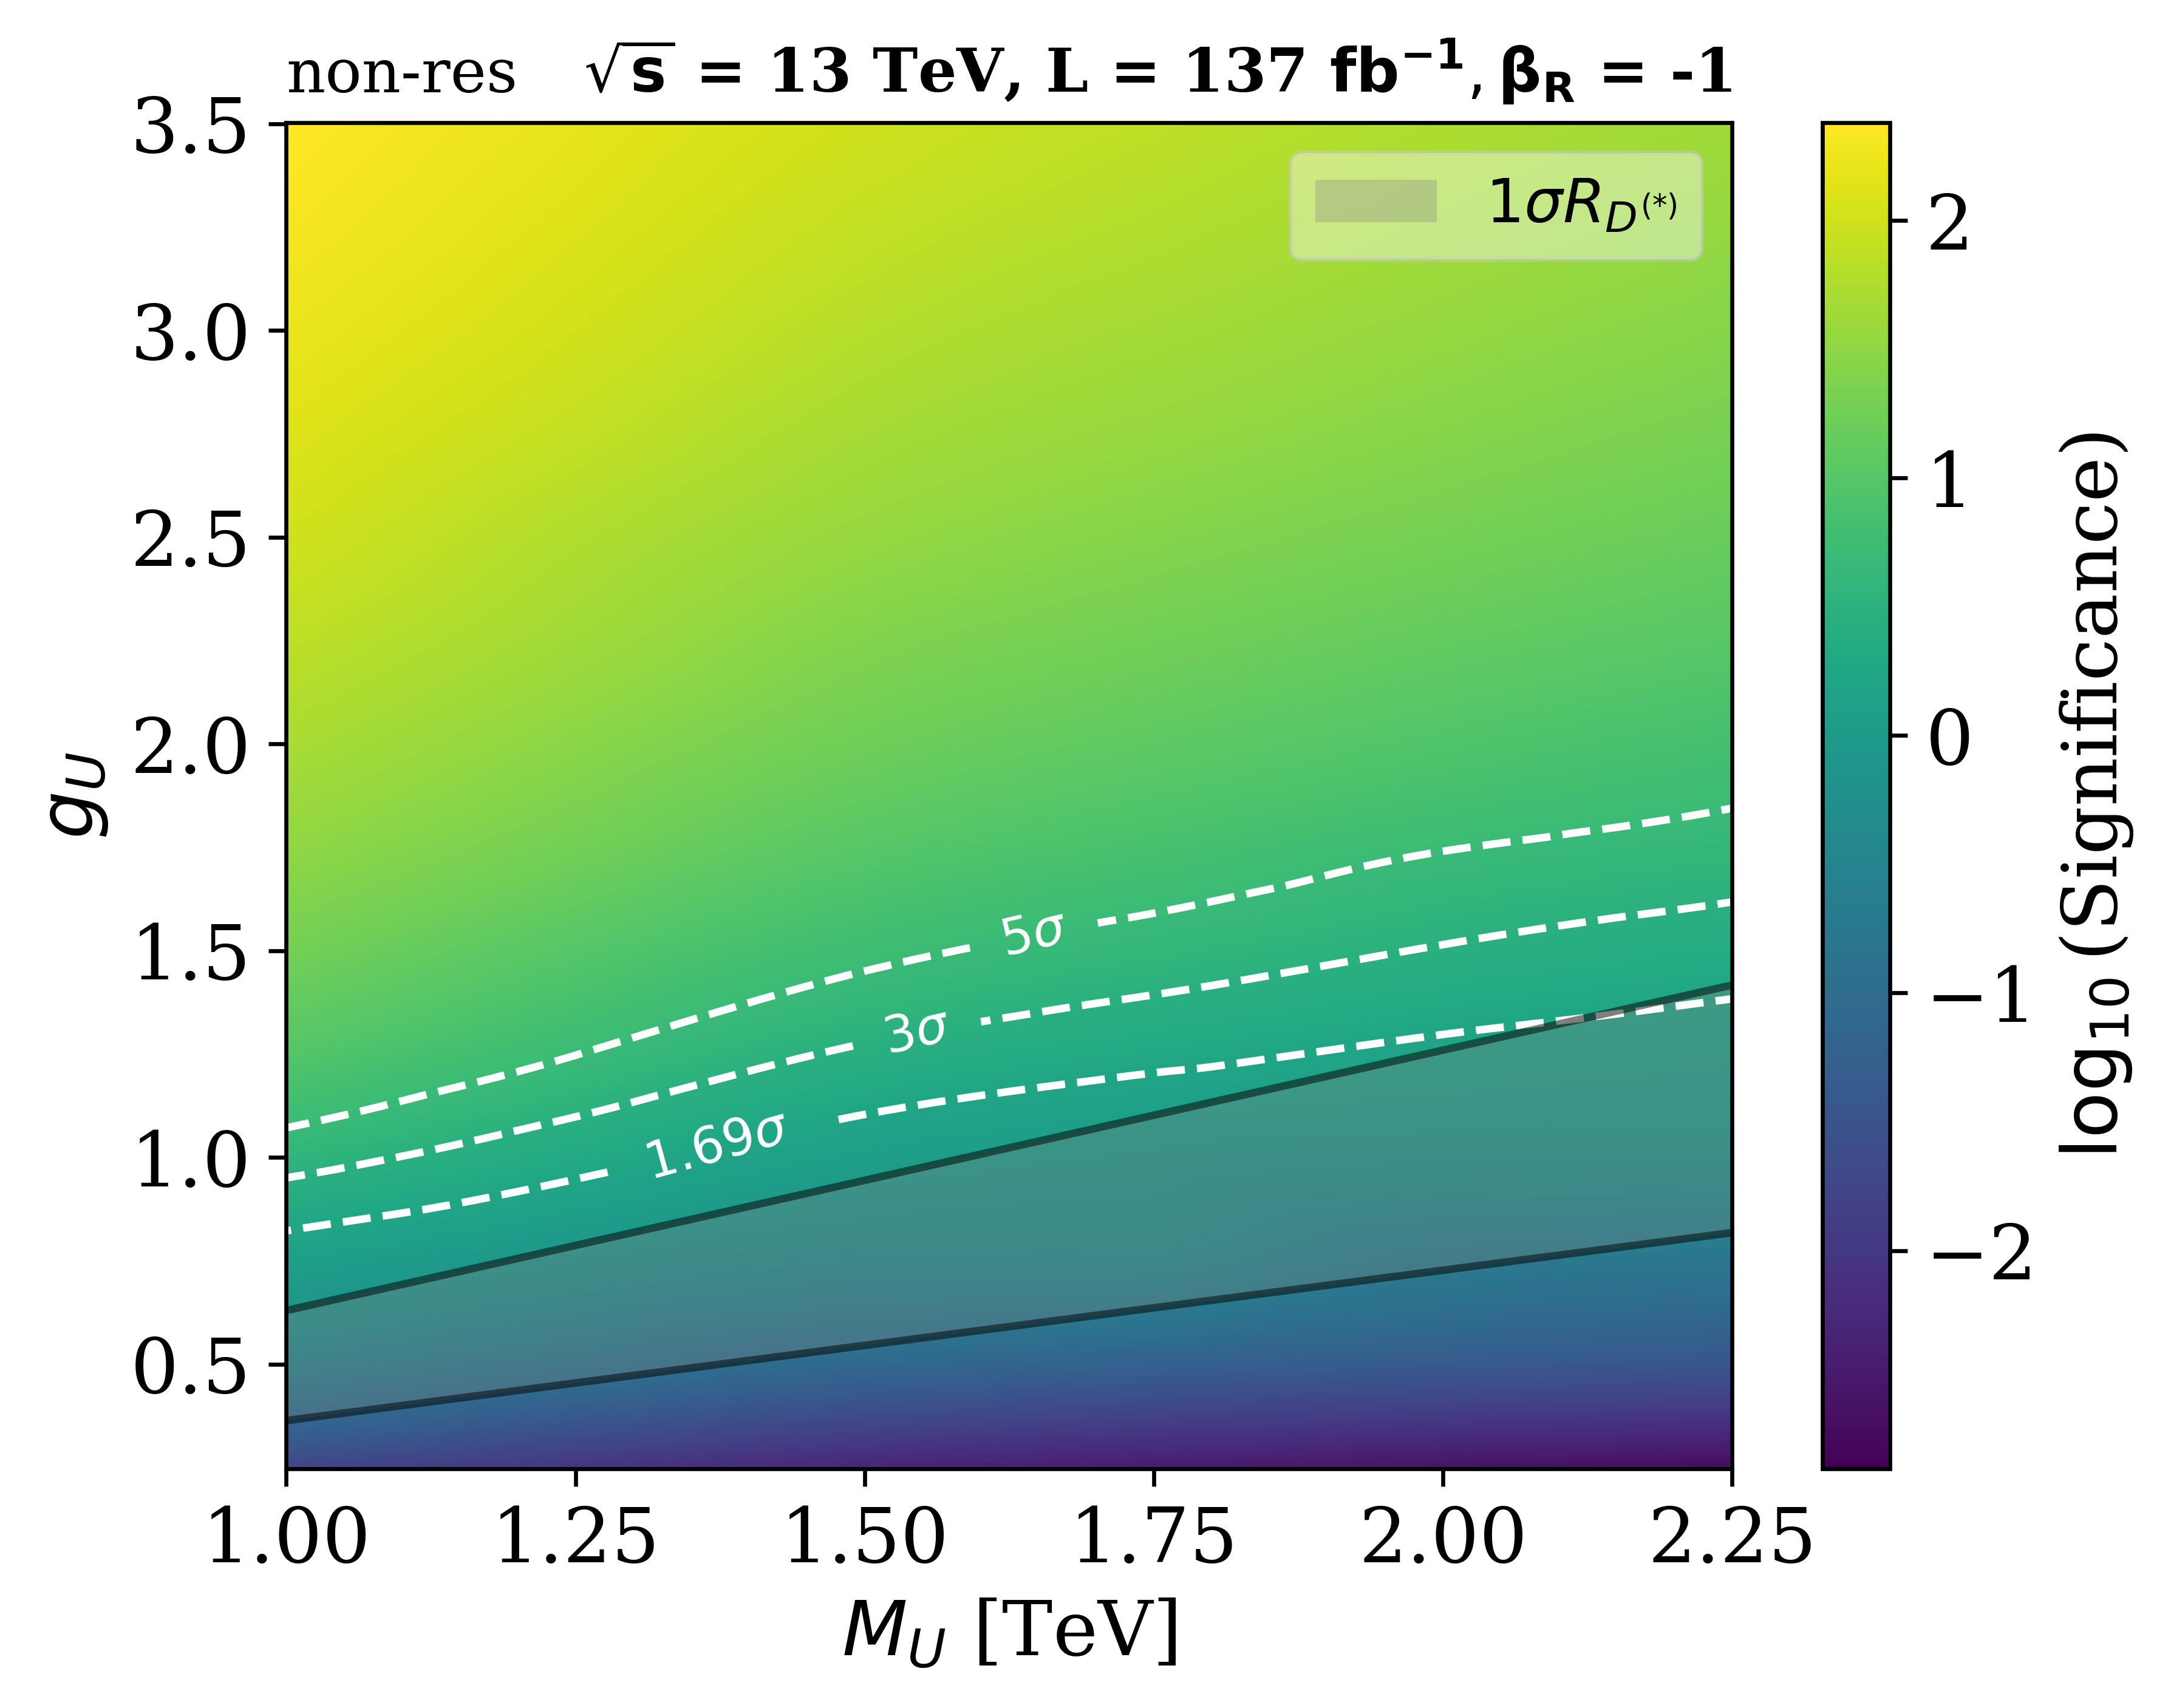 non-res √s = 13 TeV, L = 137 fb⁻¹, β_R = -1
3.5
3.0
2.5
2.0
1.5
1.0
0.5
g_U
1σR_D(*)
5σ
3σ
1.69σ
1.00 1.25 1.50 1.75 2.00 2.25
M_U [TeV]
2
1
0
−1
−2
log₁₀ (Significance)